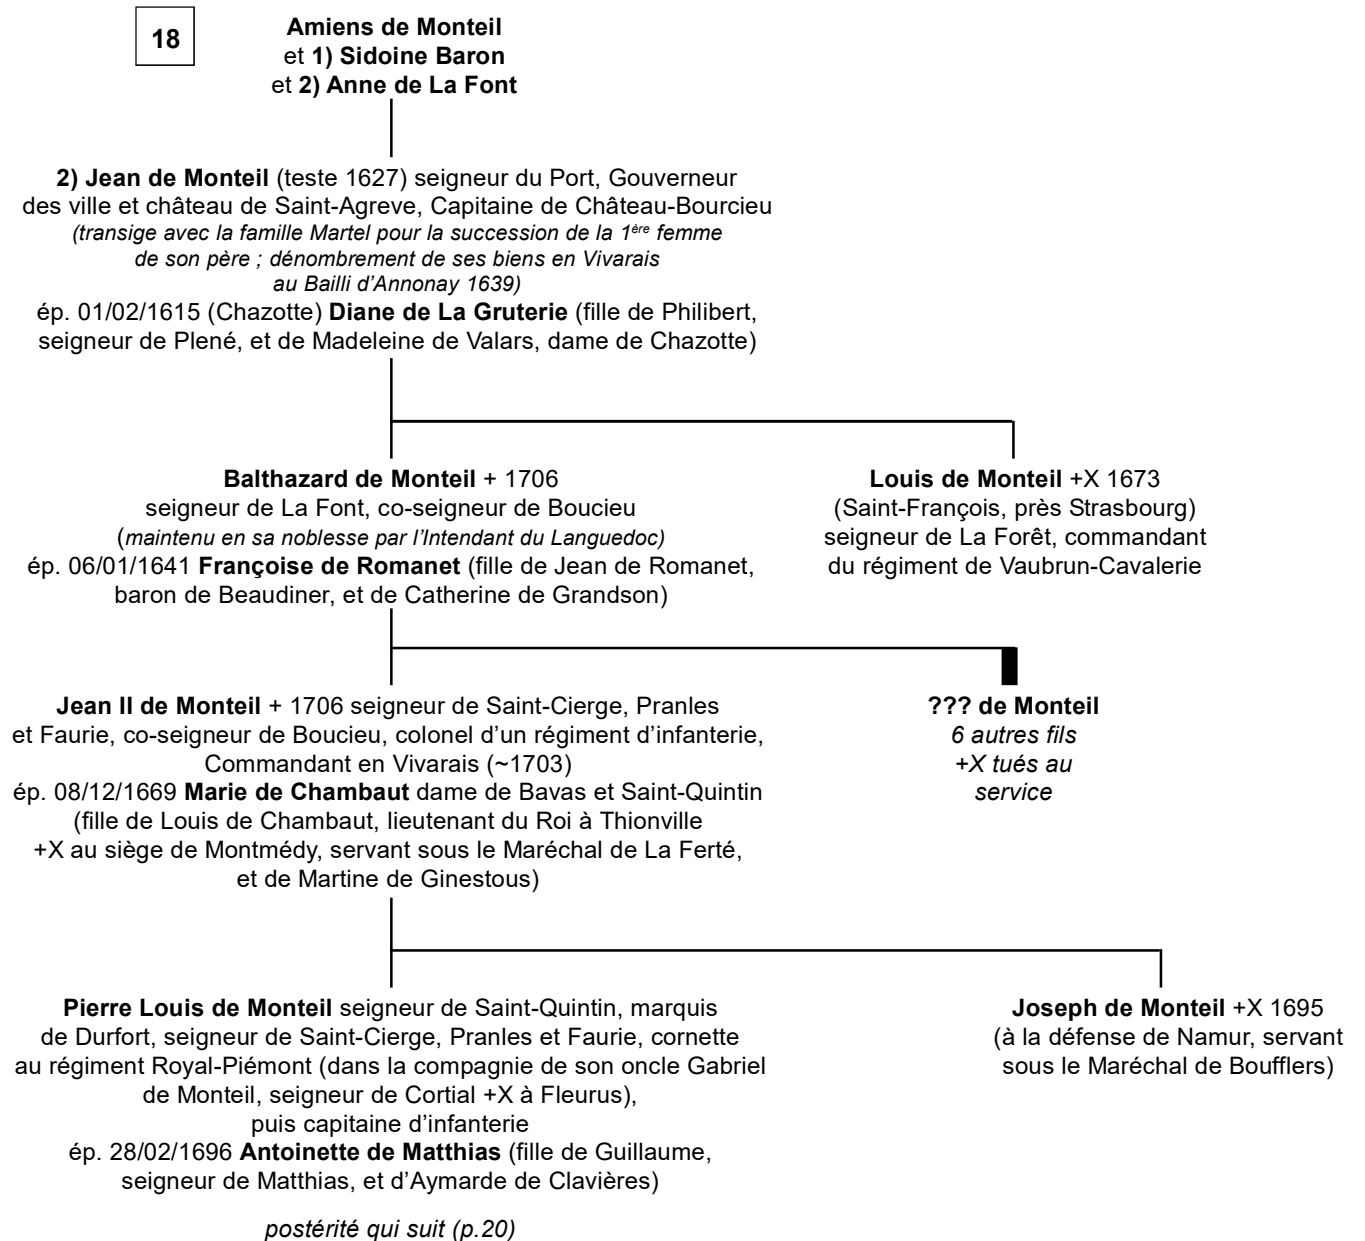 18
Amiens de Monteil
et 1) Sidoine Baron
et 2) Anne de La Font
2) Jean de Monteil (teste 1627) seigneur du Port, Gouverneur
des ville et château de Saint-Agreve, Capitaine de Château-Bourcieu
(transige avec la famille Martel pour la succession de la 1ère femme
de son père ; dénombrement de ses biens en Vivarais
au Bailli d'Annonay 1639)
ép. 01/02/1615 (Chazotte) Diane de La Gruterie (fille de Philibert,
seigneur de Plené, et de Madeleine de Valars, dame de Chazotte)
Balthazard de Monteil + 1706
seigneur de La Font, co-seigneur de Boucieu
(maintenu en sa noblesse par l'Intendant du Languedoc)
ép. 06/01/1641 Françoise de Romanet (fille de Jean de Romanet,
baron de Beaudiner, et de Catherine de Grandson)
Louis de Monteil +X 1673
(Saint-François, près Strasbourg)
seigneur de La Forêt, commandant
du régiment de Vaubrun-Cavalerie
Jean II de Monteil + 1706 seigneur de Saint-Cierge, Pranles
et Faurie, co-seigneur de Boucieu, colonel d'un régiment d'infanterie,
Commandant en Vivarais (~1703)
ép. 08/12/1669 Marie de Chambaut dame de Bavas et Saint-Quintin
(fille de Louis de Chambaut, lieutenant du Roi à Thionville
+X au siège de Montmédy, servant sous le Maréchal de La Ferté,
et de Martine de Ginestous)
??? de Monteil
6 autres fils
+X tués au
service
Pierre Louis de Monteil seigneur de Saint-Quintin, marquis
de Durfort, seigneur de Saint-Cierge, Pranles et Faurie, cornette
au régiment Royal-Piémont (dans la compagnie de son oncle Gabriel
de Monteil, seigneur de Cortial +X à Fleurus),
puis capitaine d'infanterie
ép. 28/02/1696 Antoinette de Matthias (fille de Guillaume,
seigneur de Matthias, et d'Aymarde de Clavières)
postérité qui suit (p.20)
Joseph de Monteil +X 1695
(à la défense de Namur, servant
sous le Maréchal de Boufflers)